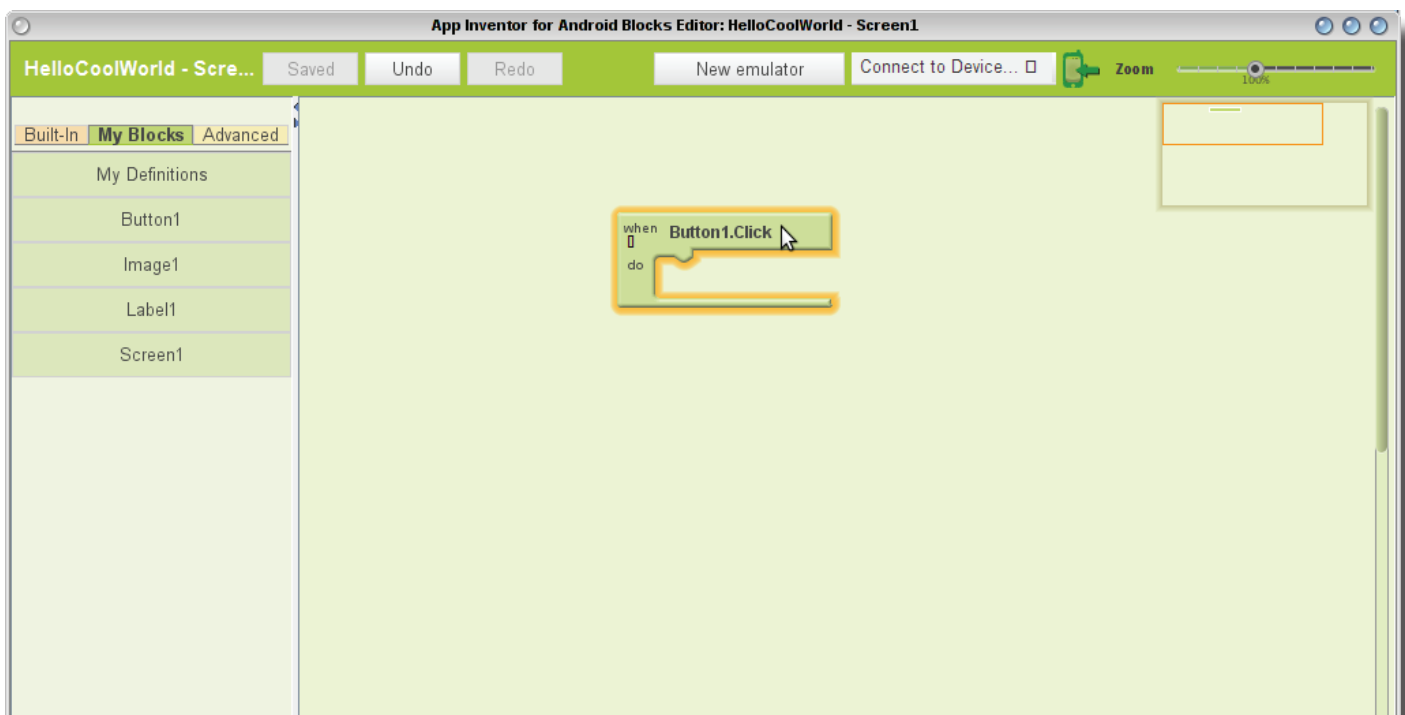 App Inventor for Android Blocks Editor: HelloCoolWorld - Screen1
HelloCoolWorld - Scre... Saved Undo Redo New emulator Connect to Device... Zoom
100%
Built-In My Blocks Advanced
My Definitions
Button1
Image1
Label1
Screen1
when Button1.Click
do